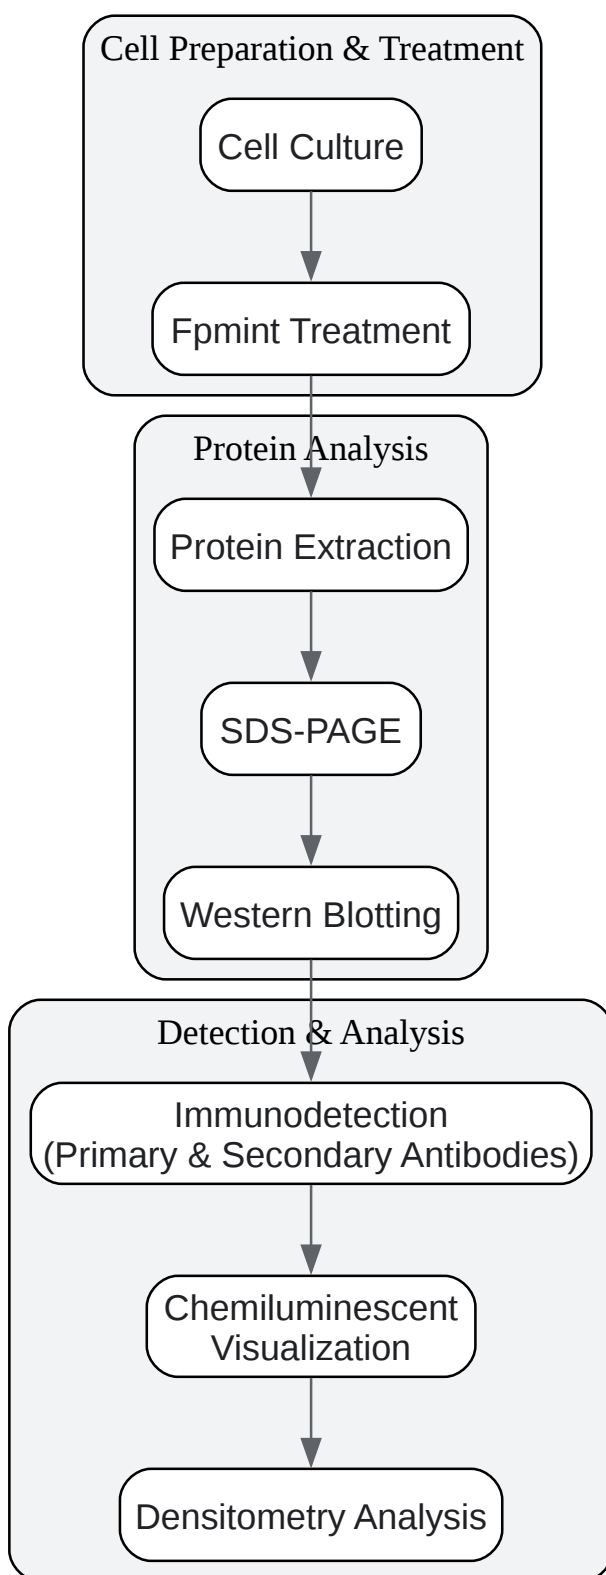 Cell Preparation & Treatment
Cell Culture
Fpmint Treatment
Protein Analysis
Protein Extraction
SDS-PAGE
Western Blotting
Detection & Analysis
Immunodetection
(Primary & Secondary Antibodies)
Chemiluminescent
Visualization
Densitometry Analysis